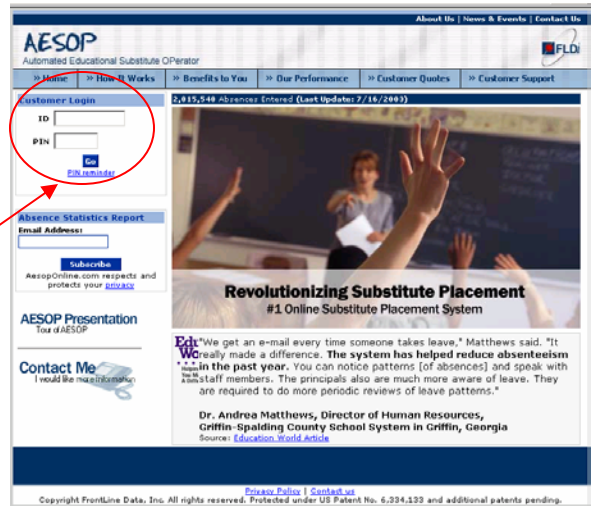 About Us | News & Events | Contact Us
AESOP
Automated Educational Substitute OPerator
FLDi
» Home » How It Works » Benefits to You » Our Performance » Customer Quotes » Customer Support
Customer Login
ID
PIN
Go
PIN reminder
2,015,540 Absences Entered (Last Update: 7/16/2003)
Absence Statistics Report
Email Address:
Subscribe
AesopOnline.com respects and
protects your privacy
Revolutionizing Substitute Placement
#1 Online Substitute Placement System
AESOP Presentation
Tour of AESOP
Contact Me
I would like more information
"We get an e-mail every time someone takes leave," Matthews said. "It
really made a difference. The system has helped reduce absenteeism
in the past year. You can notice patterns [of absences] and speak with
staff members. The principals also are much more aware of leave. They
are required to do more periodic reviews of leave patterns."
Dr. Andrea Matthews, Director of Human Resources,
Griffin-Spalding County School System in Griffin, Georgia
Source: Education World Article
Privacy Policy | Contact us
Copyright FrontLine Data, Inc. All rights reserved. Protected under US Patent No. 6,334,133 and additional patents pending.